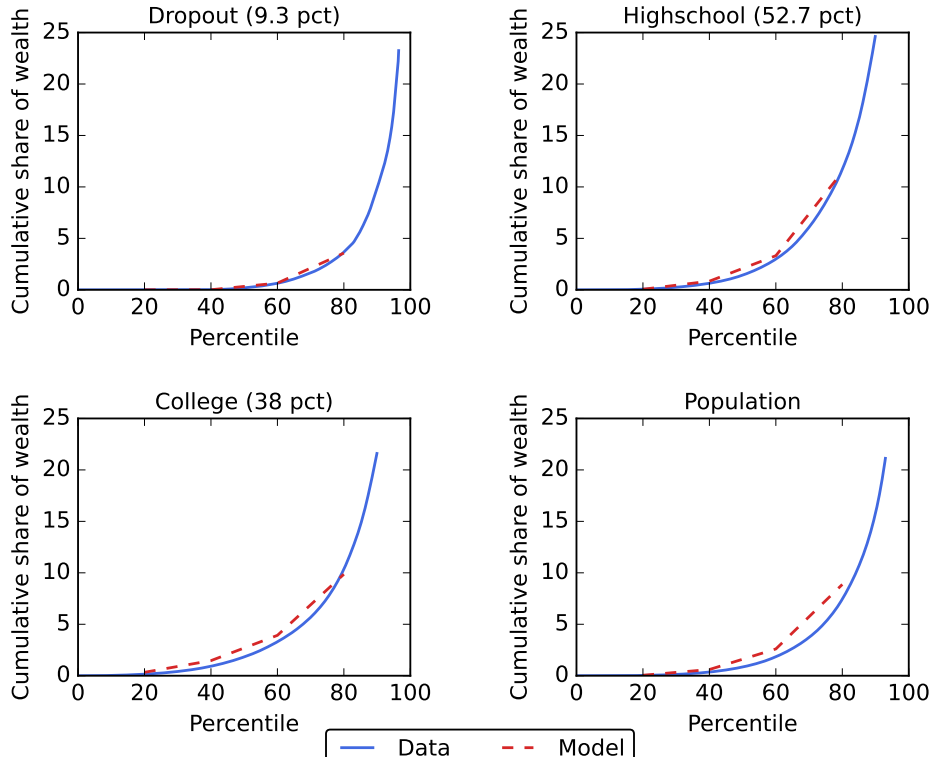 Dropout (9.3 pct)
Cumulative share of wealth
25
20
15
10
5
0
0 20 40 60 80 100
Percentile
Highschool (52.7 pct)
Cumulative share of wealth
25
20
15
10
5
0
0 20 40 60 80 100
Percentile
College (38 pct)
Cumulative share of wealth
25
20
15
10
5
0
0 20 40 60 80 100
Percentile
Population
Cumulative share of wealth
25
20
15
10
5
0
0 20 40 60 80 100
Percentile
Data Model